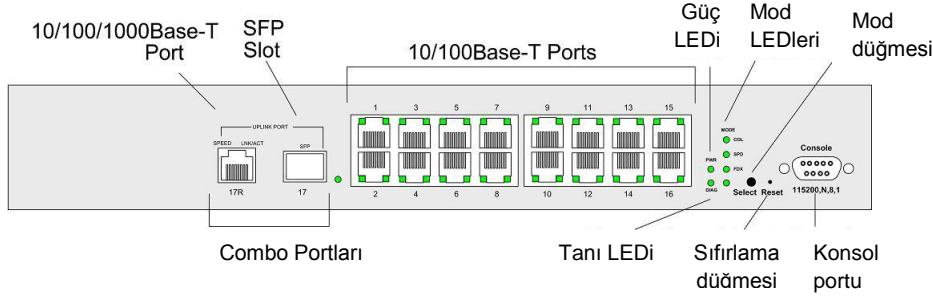 10/100/1000Base-T
Port
SFP
Slot
10/100Base-T Ports
Güç
LEDi
Mod
LEDleri
Mod
düğmesi
UPLINK PORT
SPEED LNK/ACT
SFP
17R
17
1 3 5 7
9 11 13 15
2 4 6 8
10 12 14 16
MODE
COL
SPD
FDX
PWR
DIAG
Select Reset
Console
115200,N,8,1
Combo Portları
Tanı LEDi
Sıfırlama
düğmesi
Konsol
portu